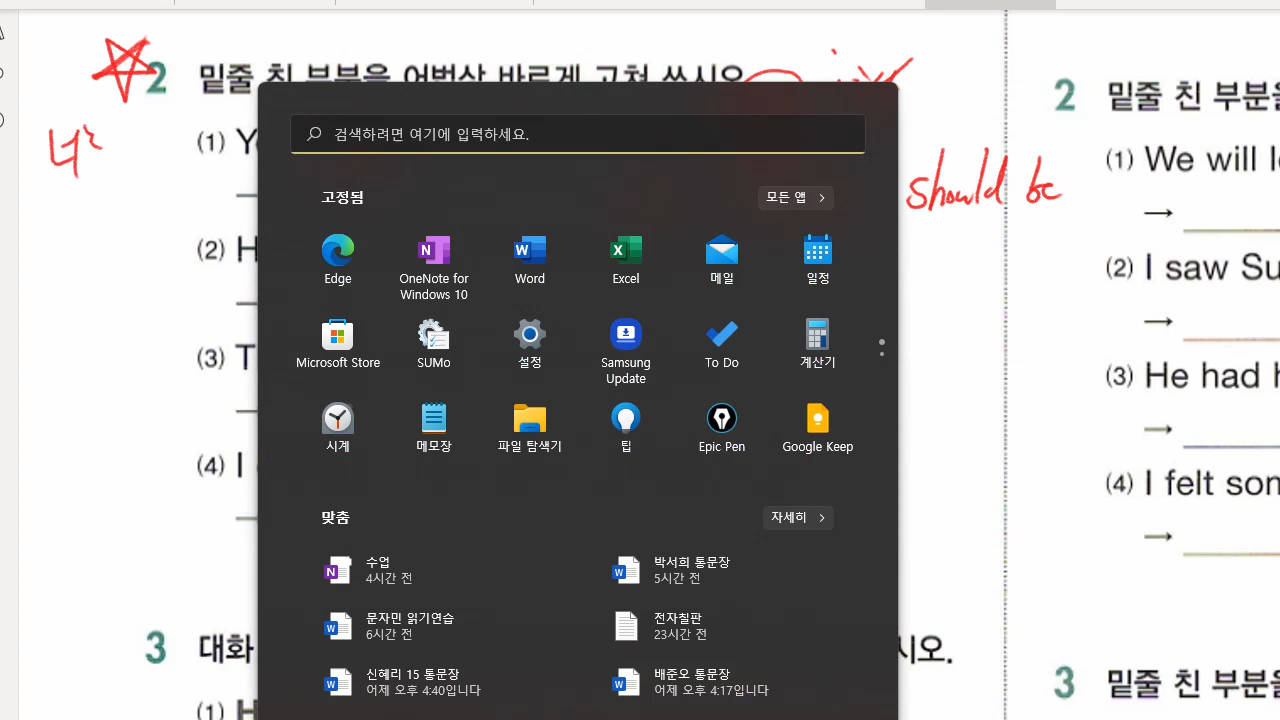 2 밑줄 친 부분을 어법상 바르게 고쳐 쓰시오
(1) Y
should be
(2) H
(3) T
(4) I
3 대화
시오.
(1) H
검색하려면 여기에 입력하세요.
고정됨
모든 앱
Edge
OneNote for Windows 10
Word
Excel
메일
일정
Microsoft Store
SUMo
설정
Samsung Update
To Do
계산기
시계
메모장
파일 탐색기
팁
Epic Pen
Google Keep
맞춤
자세히
수업
4시간 전
박서희 통문장
5시간 전
문자민 읽기연습
6시간 전
전자칠판
23시간 전
신혜리 15 통문장
어제 오후 4:40입니다
배준오 통문장
어제 오후 4:17입니다
2 밑줄 친 부분을
(1) We will l
→
(2) I saw Su
→
(3) He had h
→
(4) I felt son
→
3 밑줄 친 부분을